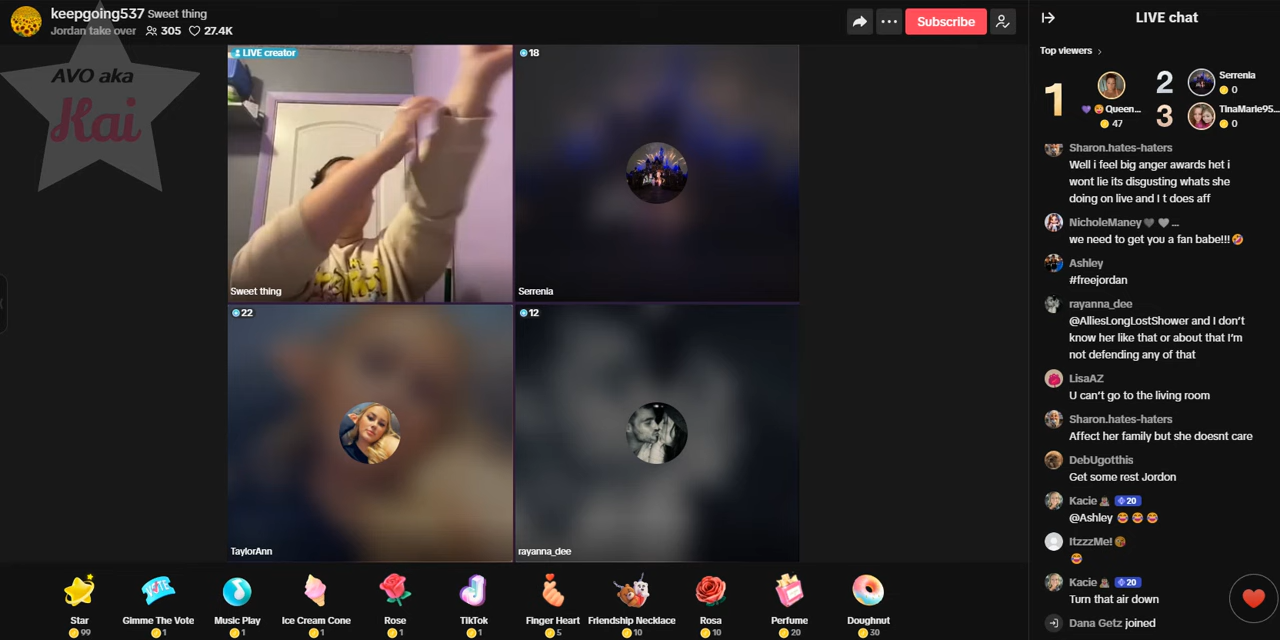 keepgoing537 Sweet thing
Jordan take over 305 27.4K
Subscribe
LIVE chat
AVO aka
Kai
LIVE creator
Sweet thing
18
Serrenia
22
TaylorAnn
12
rayanna_dee
Top viewers
1
Queen...
47
2
Serrenia
0
3
TinaMarie95...
0
Sharon.hates-haters
Well i feel big anger awards het i
wont lie its disgusting whats she
doing on live and I t does aff
NicholeManey ...
we need to get you a fan babe!!!
Ashley
#freejordan
rayanna_dee
@AlliesLongLostShower and I don't
know her like that or about that I'm
not defending any of that
LisaAZ
U can't go to the living room
Sharon.hates-haters
Affect her family but she doesnt care
DebUgotthis
Get some rest Jordon
Kacie 20
@Ashley
ItzzzMe!
Kacie 20
Turn that air down
Dana Getz joined
Star
99
VOTE
Gimme The Vote
1
Music Play
1
Ice Cream Cone
1
Rose
1
TikTok
1
Finger Heart
5
Friendship Necklace
10
Rosa
10
Perfume
20
Doughnut
30